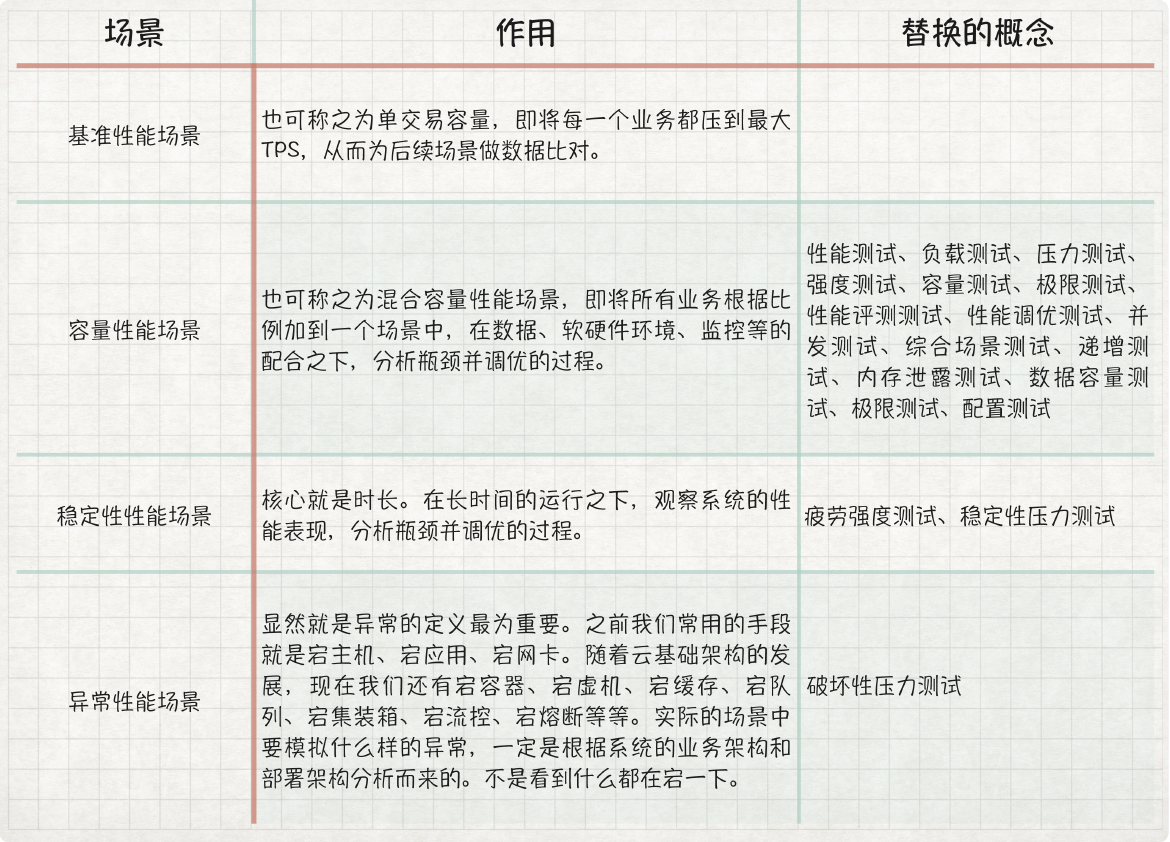 场景
作用
替换的概念
基准性能场景
也可称之为单交易容量，即将每一个业务都压到最大
TPS，从而为后续场景做数据比对。
容量性能场景
也可称之为混合容量性能场景，即将所有业务根据比
例加到一个场景中，在数据、软硬件环境、监控等的
配合之下，分析瓶颈并调优的过程。
性能测试、负载测试、压力测试、
强度测试、容量测试、极限测试、
性能评测测试、性能调优测试、并
发测试、综合场景测试、递增测
试、内存泄露测试、数据容量测
试、极限测试、配置测试
稳定性性能场景
核心就是时长。在长时间的运行之下，观察系统的性
能表现，分析瓶颈并调优的过程。
疲劳强度测试、稳定性压力测试
异常性能场景
显然就是异常的定义最为重要。之前我们常用的手段
就是宕主机、宕应用、宕网卡。随着云基础架构的发
展，现在我们还有宕容器、宕虚机、宕缓存、宕队
列、宕集装箱、宕流控、宕熔断等等。实际的场景中
要模拟什么样的异常，一定是根据系统的业务架构和
部署架构分析而来的。不是看到什么都在宕一下。
破坏性压力测试